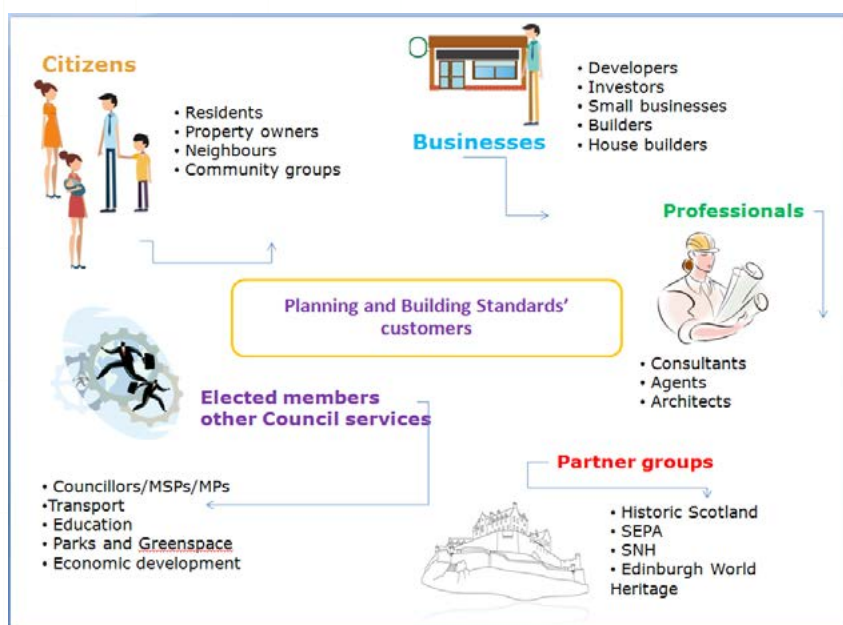 Citizens
• Residents
• Property owners
• Neighbours
• Community groups
Businesses
• Developers
• Investors
• Small businesses
• Builders
• House builders
Professionals
• Consultants
• Agents
• Architects
Planning and Building Standards’
customers
Elected members
other Council services
• Councillors/MSPs/MPs
•Transport
• Education
• Parks and Greenspace
• Economic development
Partner groups
• Historic Scotland
• SEPA
• SNH
• Edinburgh World
Heritage